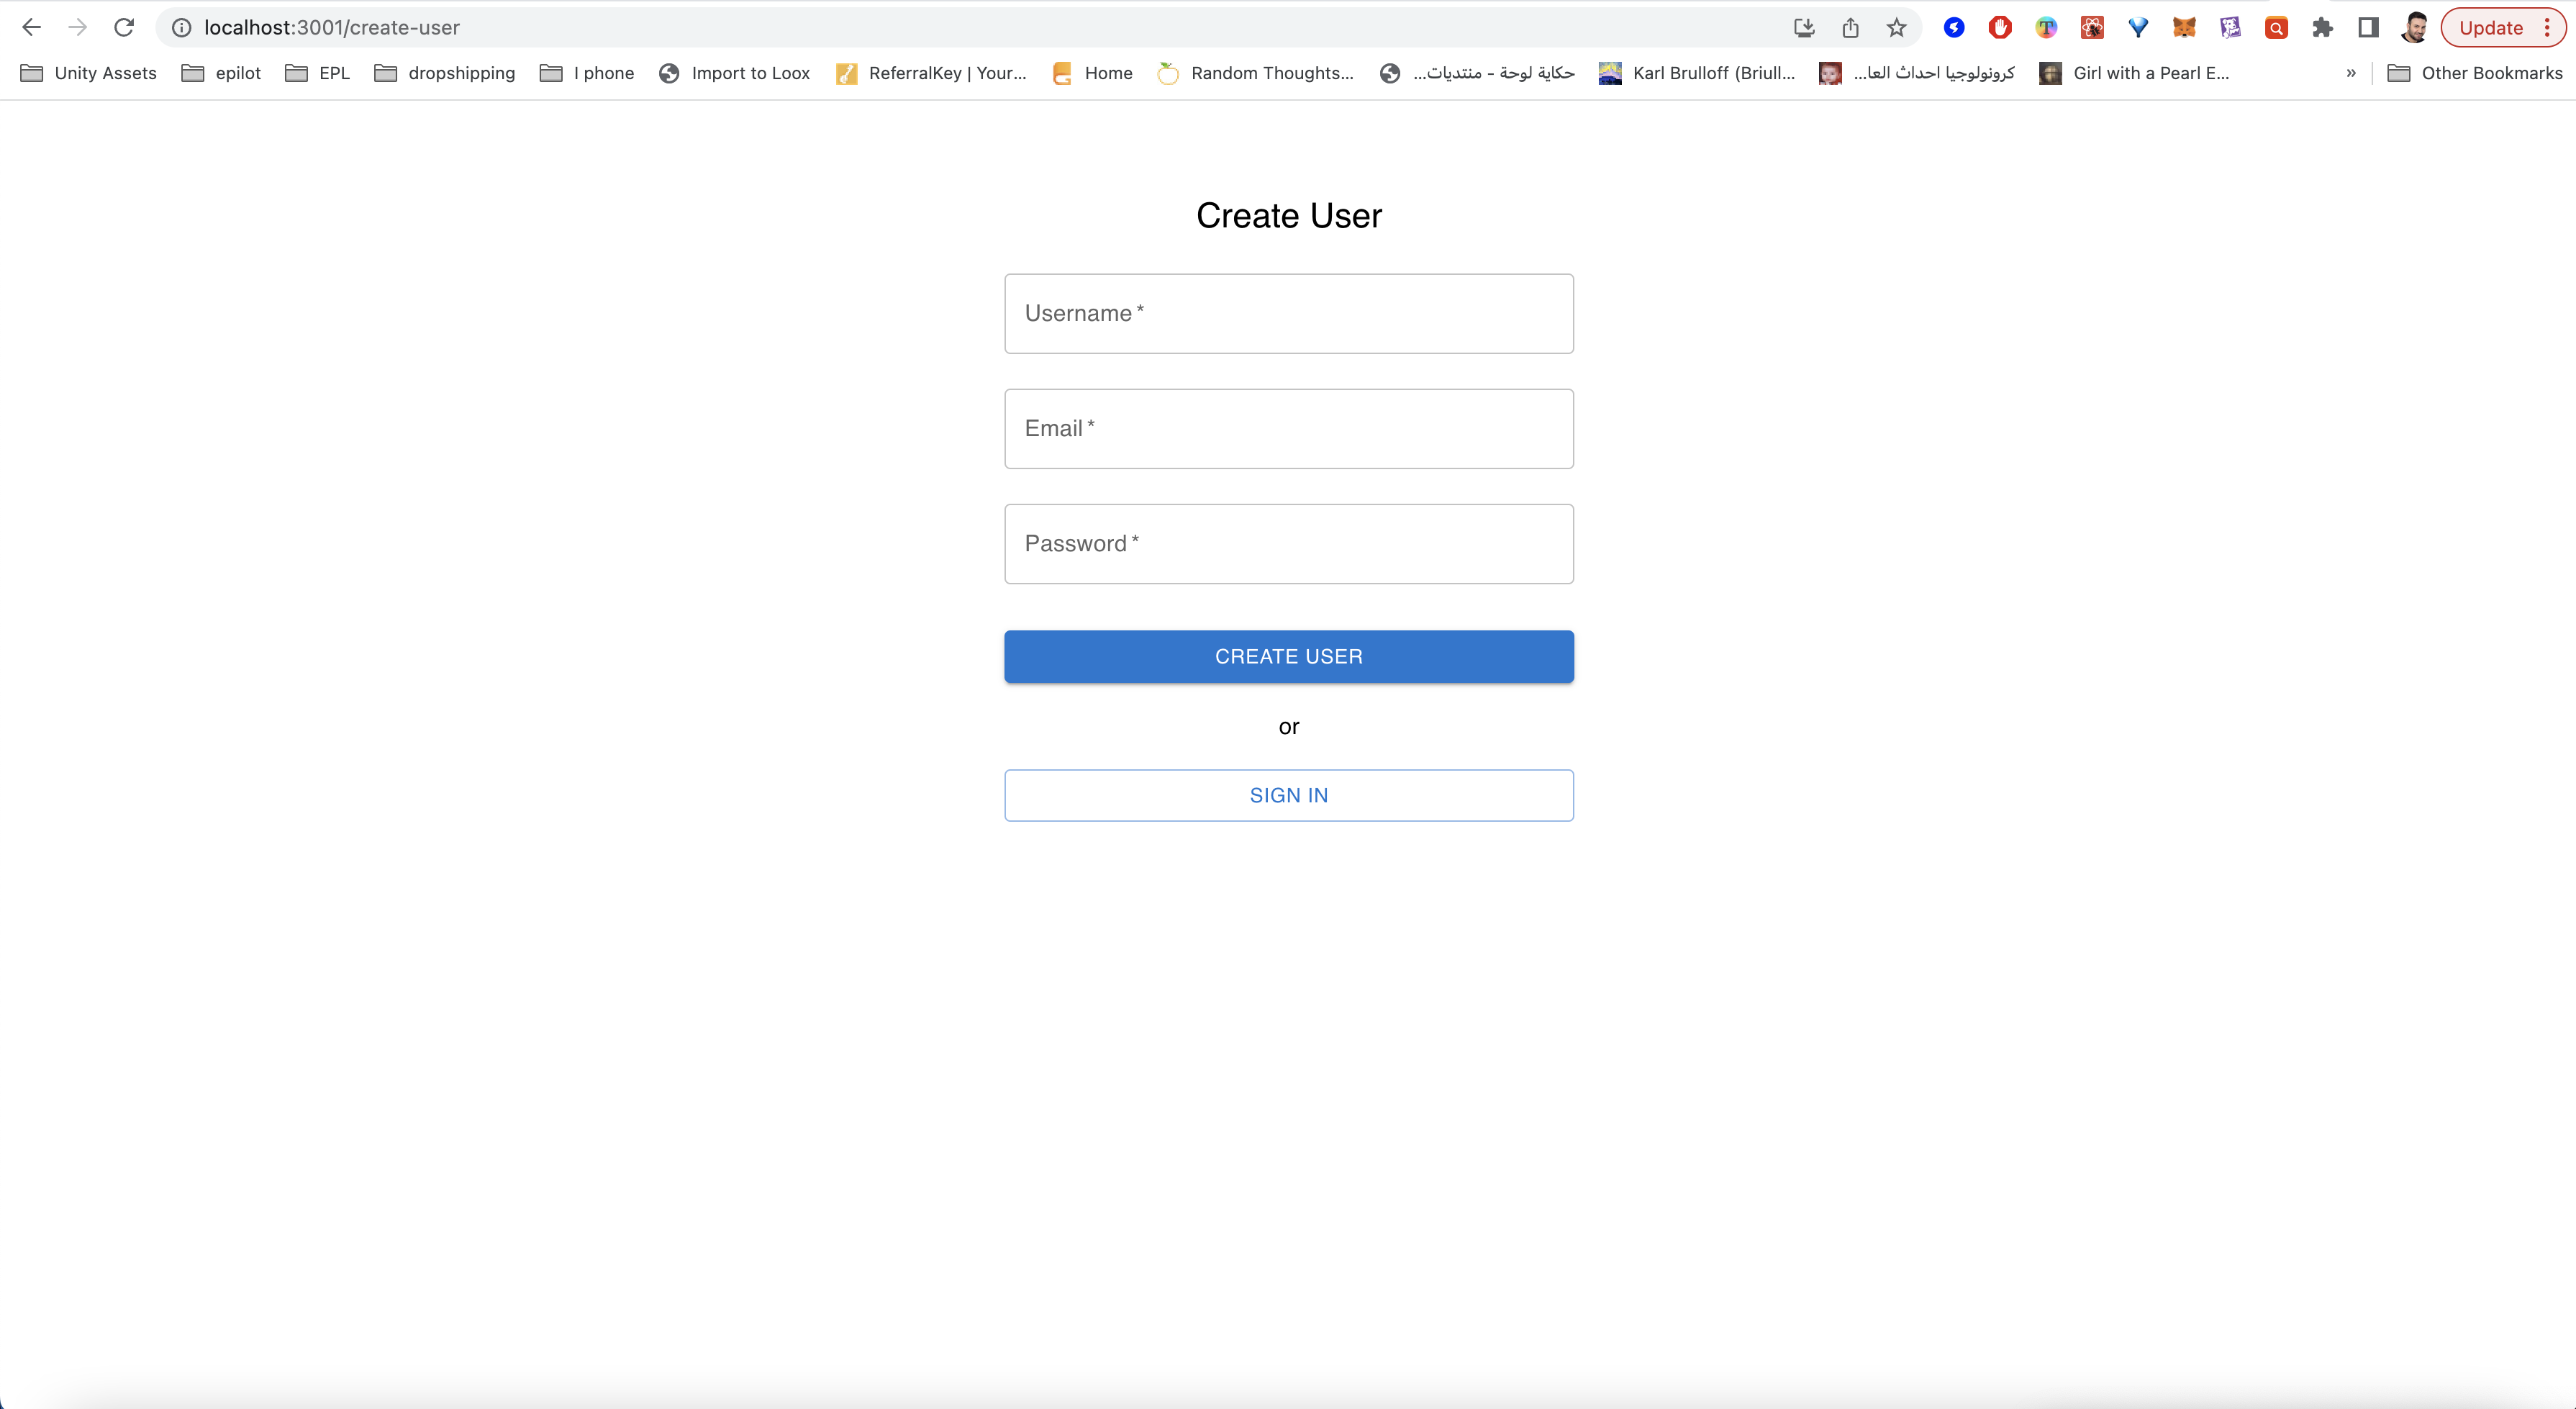 localhost:3001/create-user
Update
Unity Assets epilot EPL dropshipping I phone Import to Loox ReferralKey | Your... Home Random Thoughts... حكاية لوحة - منتديات... Karl Brulloff (Briull... كرونولوجيا احداث العا... Girl with a Pearl E... » Other Bookmarks
Create User
Username *
Email *
Password *
CREATE USER
or
SIGN IN